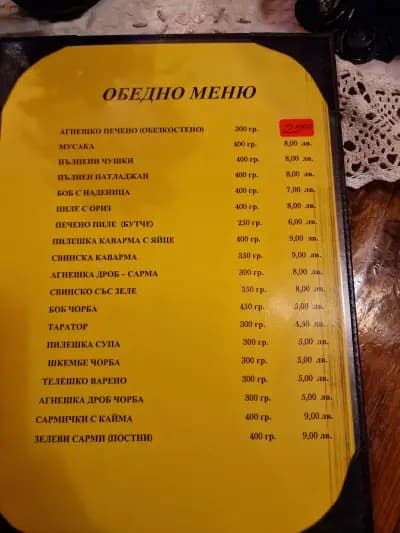 ОБЕДНО МЕНЮ
АГНЕШКО ПЕЧЕНО (ОБЕЗКОСТЕНО) 300 гр.
МУСАКА 400 гр. 8,00 лв.
ПЪЛНЕНИ ЧУШКИ 400 гр. 8,00 лв.
ПЪЛНЕН ПАТЛАДЖАН 400 гр. 8,00 лв.
БОБ С НАДЕНИЦА 400 гр. 7,00 лв.
ПИЛЕ С ОРИЗ 400 гр. 8,00 лв.
ПЕЧЕНО ПИЛЕ (БУТЧЕ) 250 гр. 6,00 лв.
ПИЛЕШКА КАВАРМА С ЯЙЦЕ 400 гр. 9,00 лв.
СВИНСКА КАВАРМА 350 гр. 9,00 лв.
АГНЕШКА ДРОБ – САРМА 300 гр. 8,00 лв.
СВИНСКО СЪС ЗЕЛЕ 350 гр. 8,00 лв.
БОБ ЧОРБА 450 гр. 5,00 лв.
ТАРАТОР 300 гр. 4,50 лв.
ПИЛЕШКА СУПА 300 гр. 5,00 лв.
ШКЕМБЕ ЧОРБА 300 гр. 5,00 лв.
ТЕЛЕШКО ВАРЕНО 300 гр. 5,00 лв.
АГНЕШКА ДРОБ ЧОРБА 300 гр. 5,00 лв.
САРМИЧКИ С КАЙМА 400 гр. 9,00 лв.
ЗЕЛЕВИ САРМИ (ПОСТНИ) 400 гр. 9,00 лв.